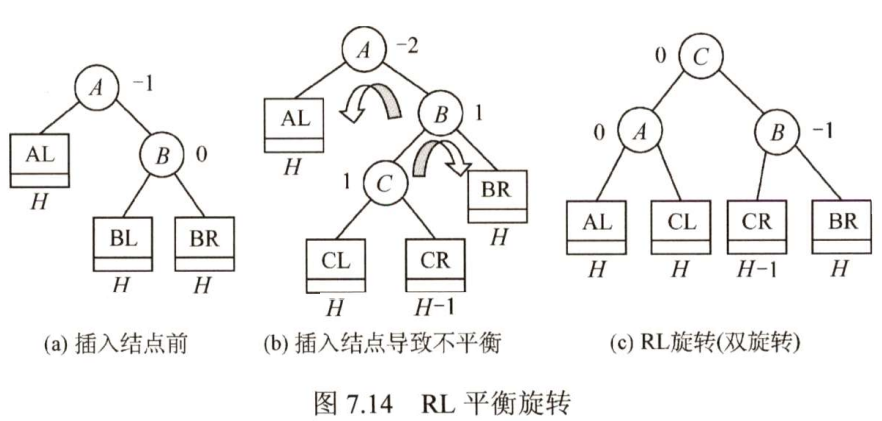 A -1
AL
H
B 0
BL
H
BR
H
(a) 插入结点前
A -2
AL
H
B 1
1 C
BR
H
CL
H
CR
H-1
(b) 插入结点导致不平衡
0 C
0 A
B -1
AL
H
CL
H
CR
H-1
BR
H
(c) RL旋转(双旋转)
图 7.14 RL 平衡旋转